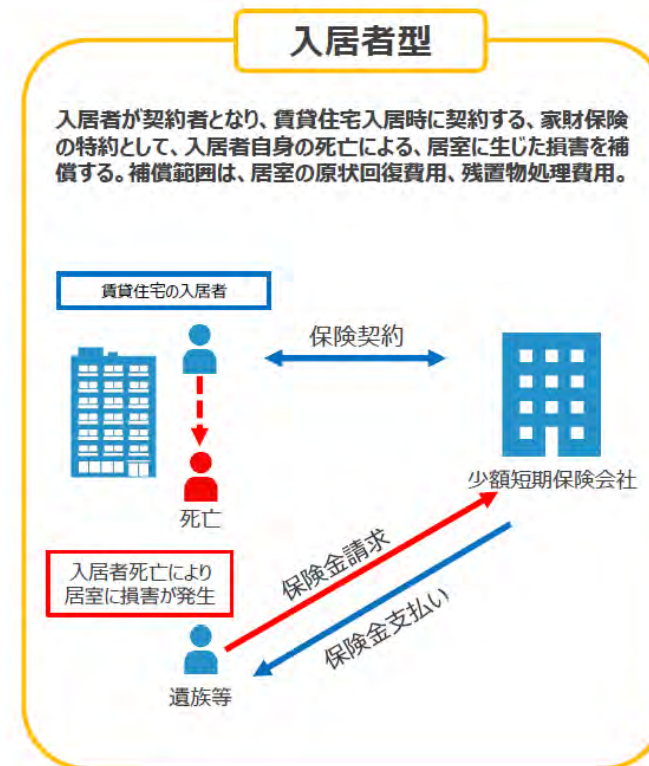 入居者型
入居者が契約者となり、賃貸住宅入居時に契約する、家財保険
の特約として、入居者自身の死亡による、居室に生じた損害を補
償する。補償範囲は、居室の原状回復費用、残置物処理費用。
賃貸住宅の入居者
保険契約
少額短期保険会社
死亡
入居者死亡により
居室に損害が発生
保険金請求
保険金支払い
遺族等